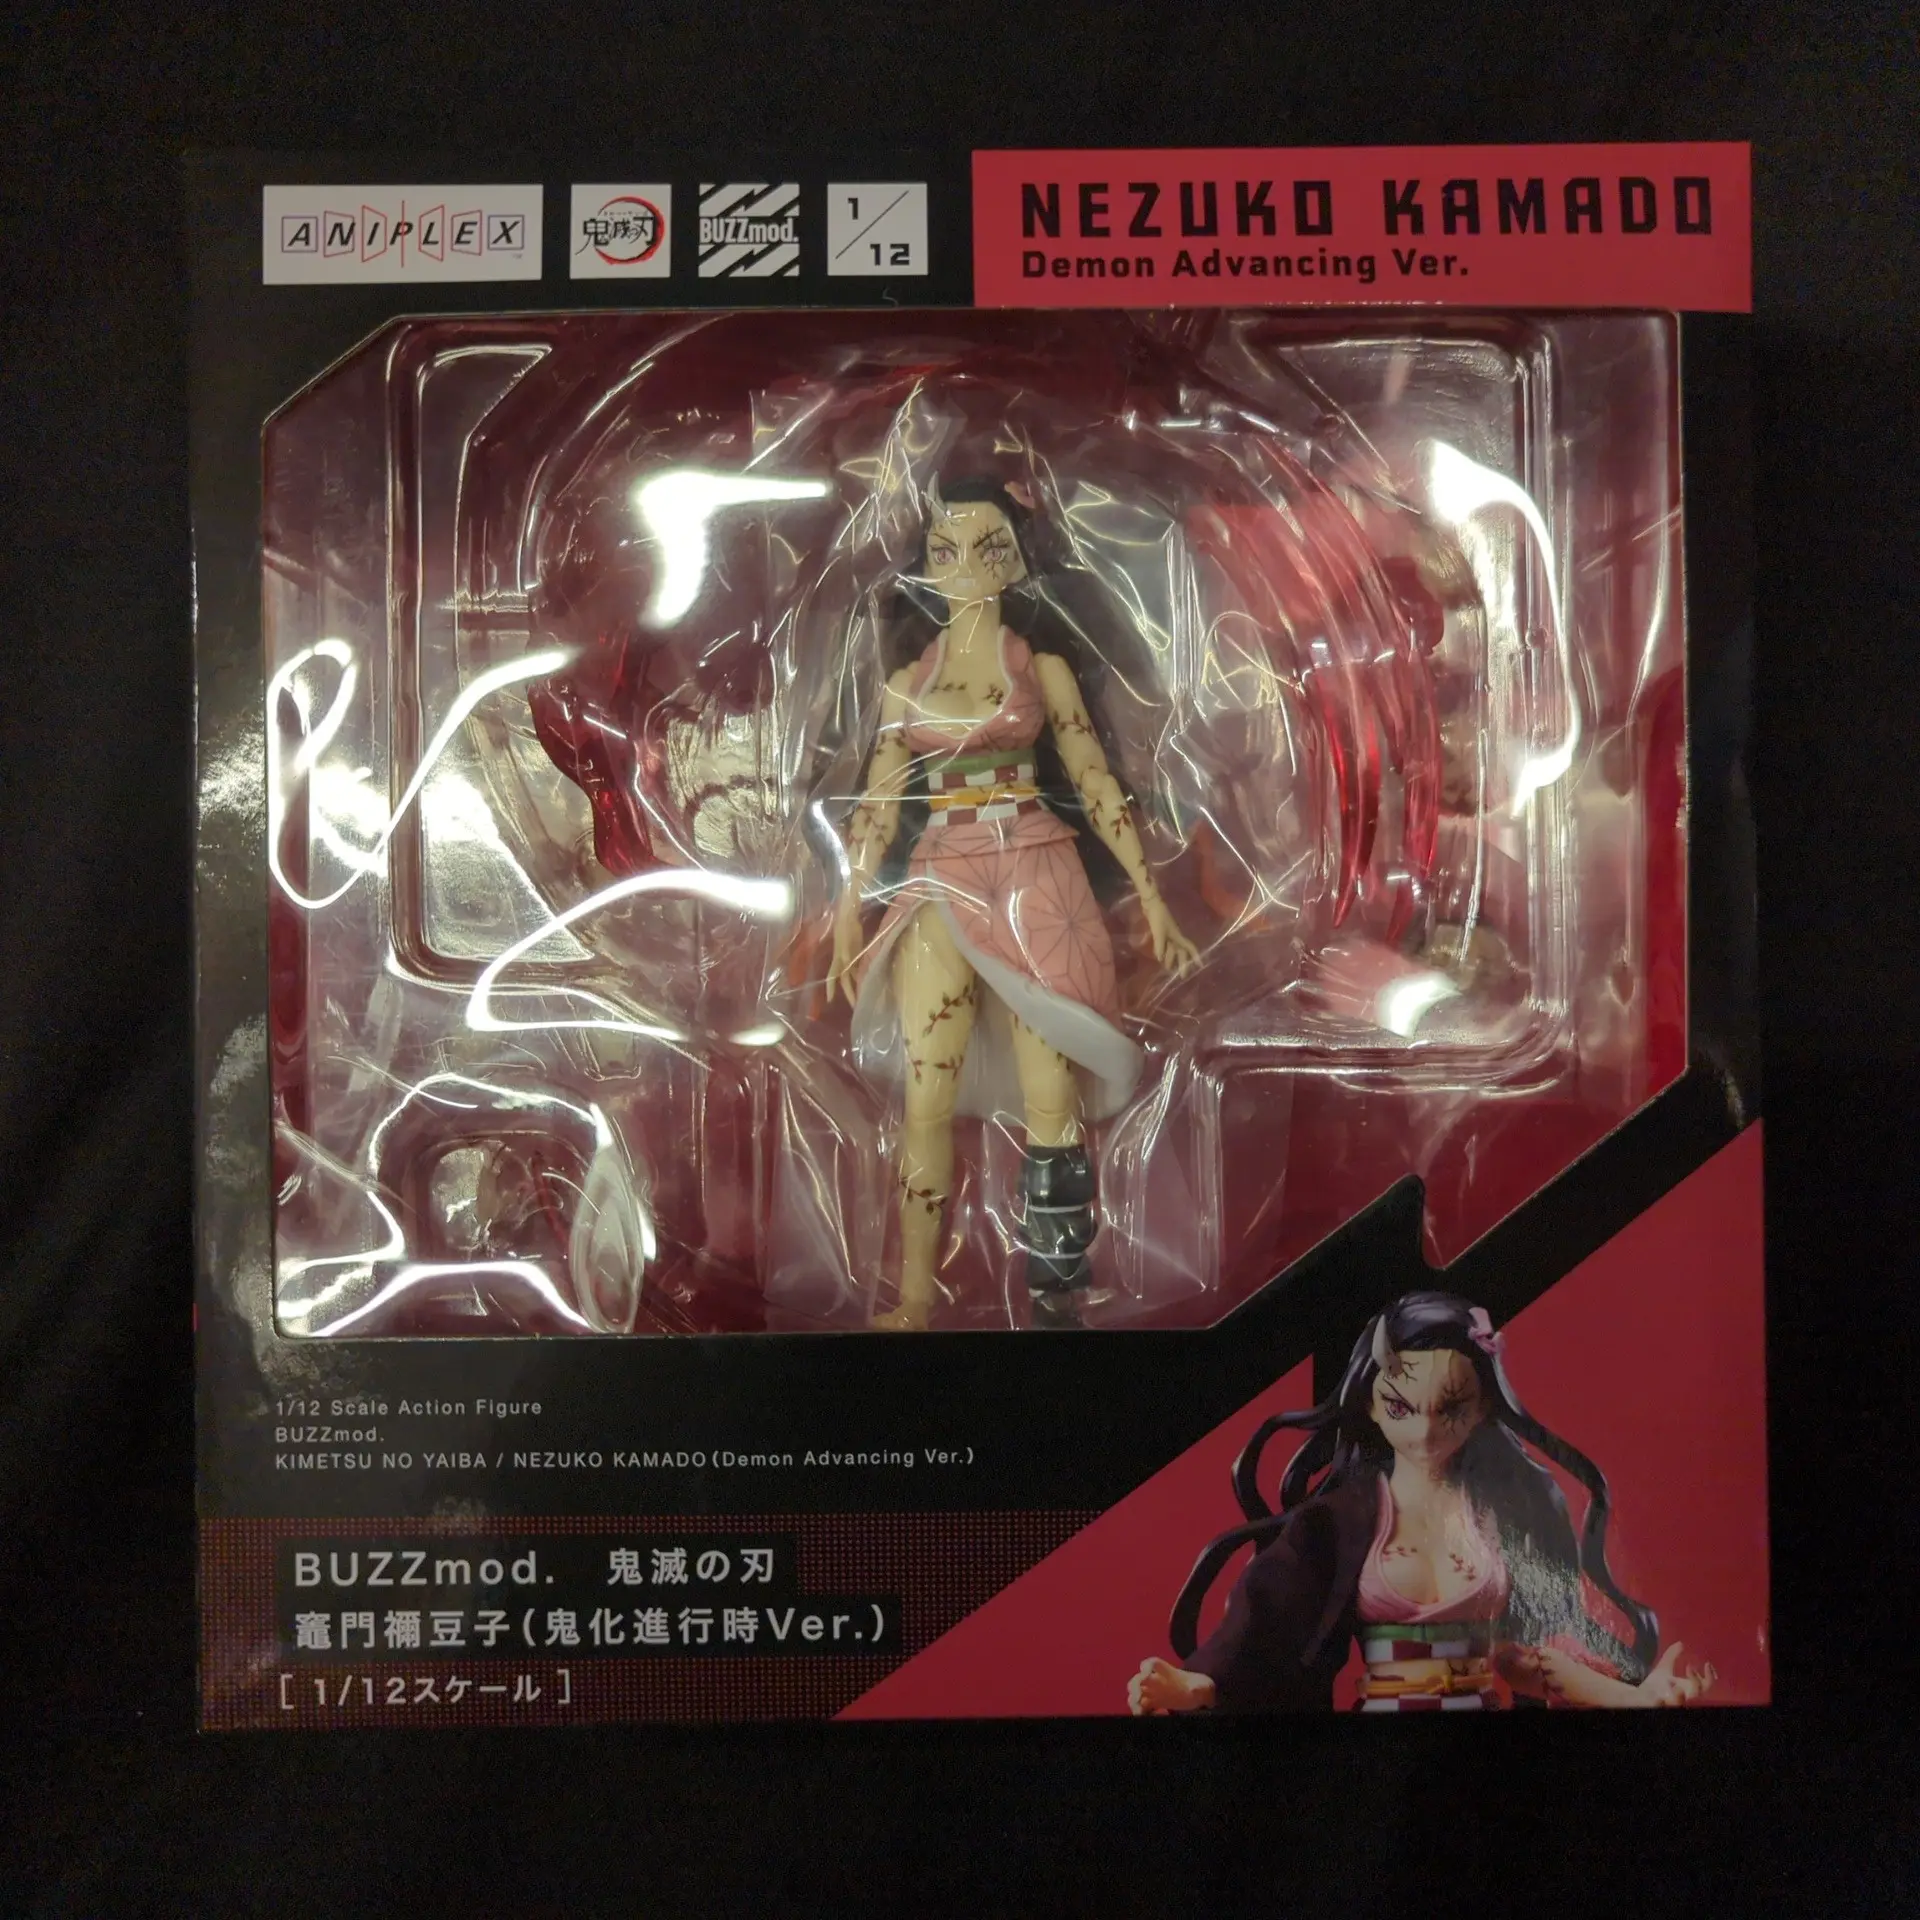 ANIPLEX
鬼滅の刃
BUZZmod.
1/12
NEZUKO KAMADO
Demon Advancing Ver.
1/12 Scale Action Figure
BUZZmod.
KIMETSU NO YAIBA / NEZUKO KAMADO(Demon Advancing Ver.)
BUZZmod. 鬼滅の刃
竈門禰豆子(鬼化進行時Ver.)
[ 1/12スケール ]